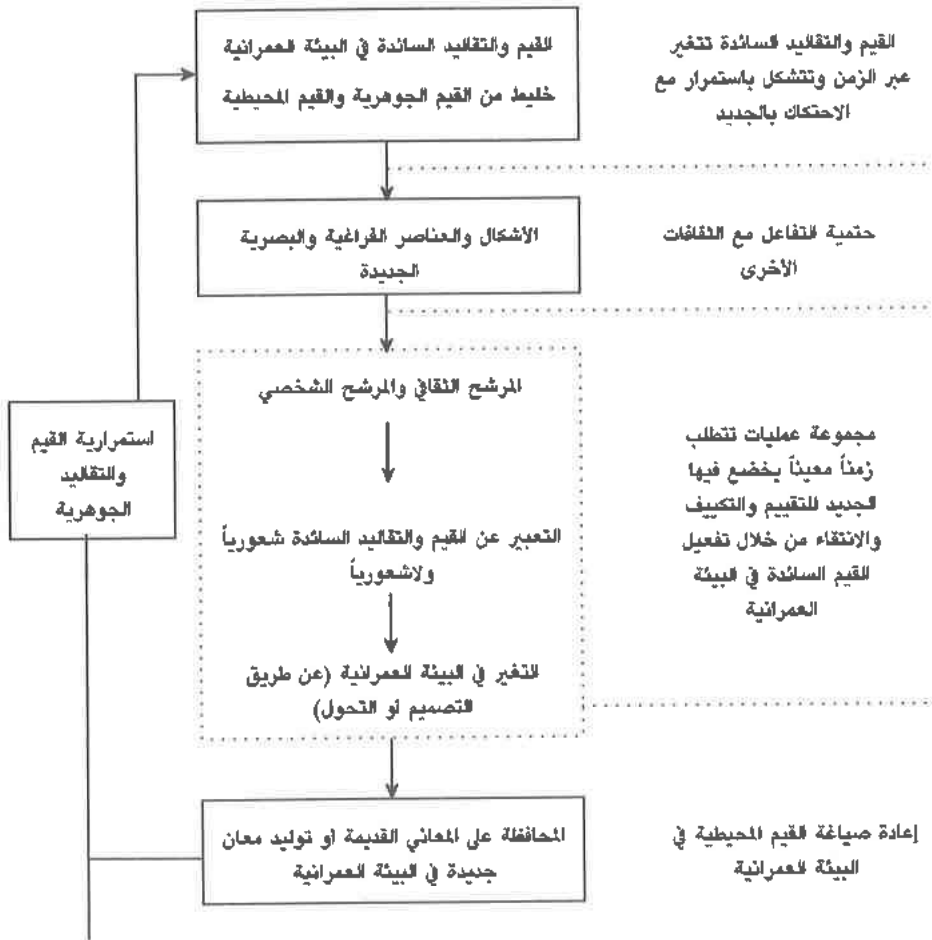 القيم والتقاليد السائدة في البيئة العمرانية
خليط من القيم الجوهرية والقيم المحيطية
القيم والتقاليد السائدة تتغير
عبر الزمن وتتشكل باستمرار مع
الاحتكاك بالجديد
الأشكال والعناصر الفراغية والبصرية
الجديدة
حتمية التفاعل مع الثقافات
الأخرى
المرشح الثقافي والمرشح الشخصي
التعبير عن القيم والتقاليد السائدة شعورياً
ولاشعورياً
التغير في البيئة العمرانية (عن طريق
التصميم أو التحول)
مجموعة عمليات تتطلب
زمناً معيناً يخضع فيها
الجديد للتقييم والتكييف
والانتقاء من خلال تفعيل
القيم السائدة في البيئة
العمرانية
استمرارية القيم
والتقاليد
الجوهرية
المحافظة على المعاني القديمة أو توليد معان
جديدة في البيئة العمرانية
إعادة صياغة القيم المحيطية في
البيئة العمرانية